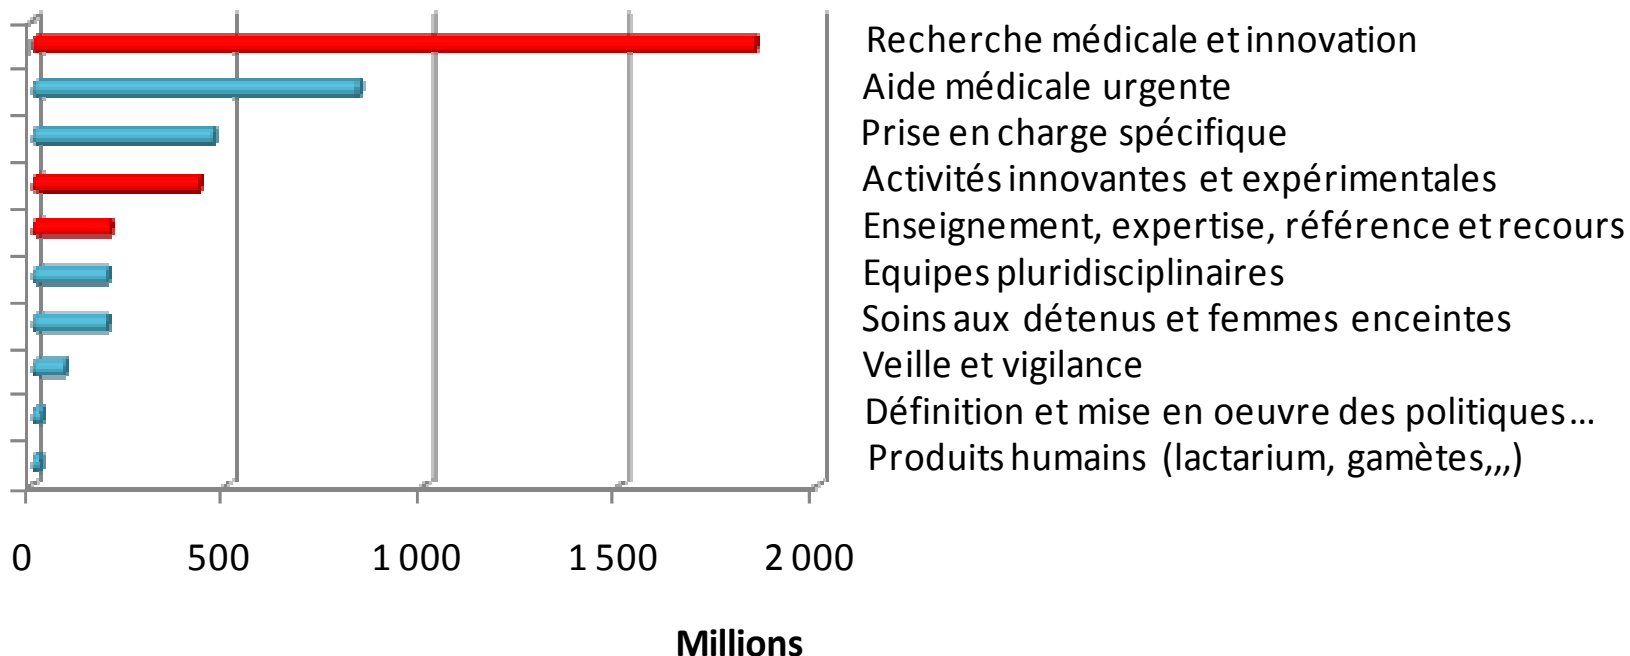 Recherche médicale et innovation
Aide médicale urgente
Prise en charge spécifique
Activités innovantes et expérimentales
Enseignement, expertise, référence et recours
Equipes pluridisciplinaires
Soins aux détenus et femmes enceintes
Veille et vigilance
Définition et mise en oeuvre des politiques...
Produits humains (lactarium, gamètes,,,)
0 500 1 000 1 500 2 000
Millions